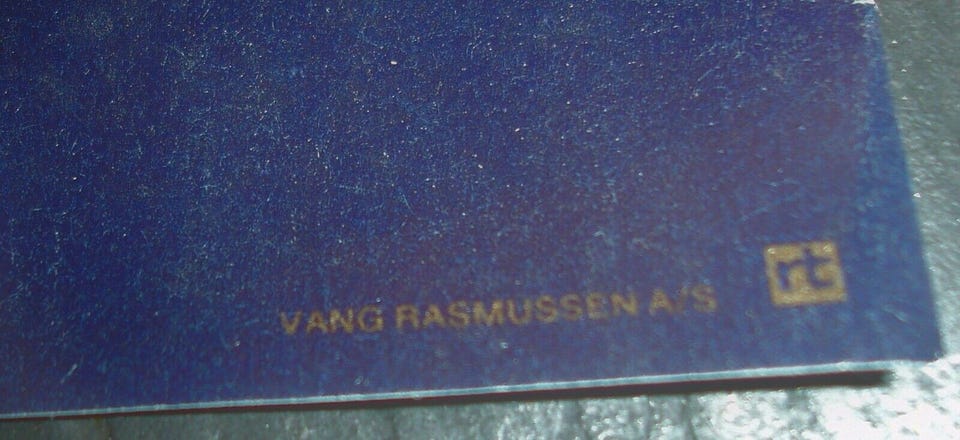 VANG RASMUSSEN A/S rt